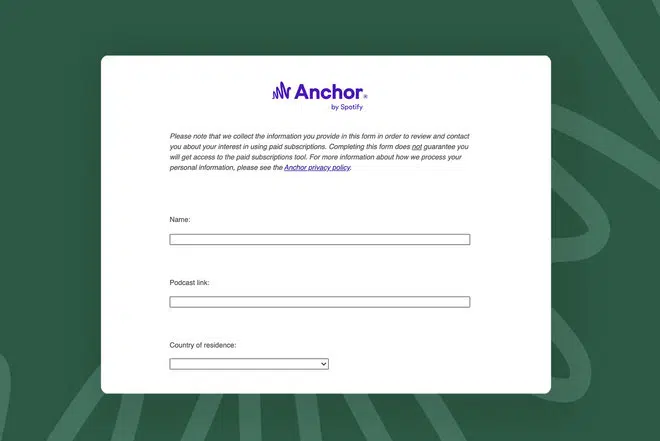 Anchor®
by Spotify
Please note that we collect the information you provide in this form in order to review and contact
you about your interest in using paid subscriptions. Completing this form does not guarantee you
will get access to the paid subscriptions tool. For more information about how we process your
personal information, please see the Anchor privacy policy.
Name:
Podcast link:
Country of residence: